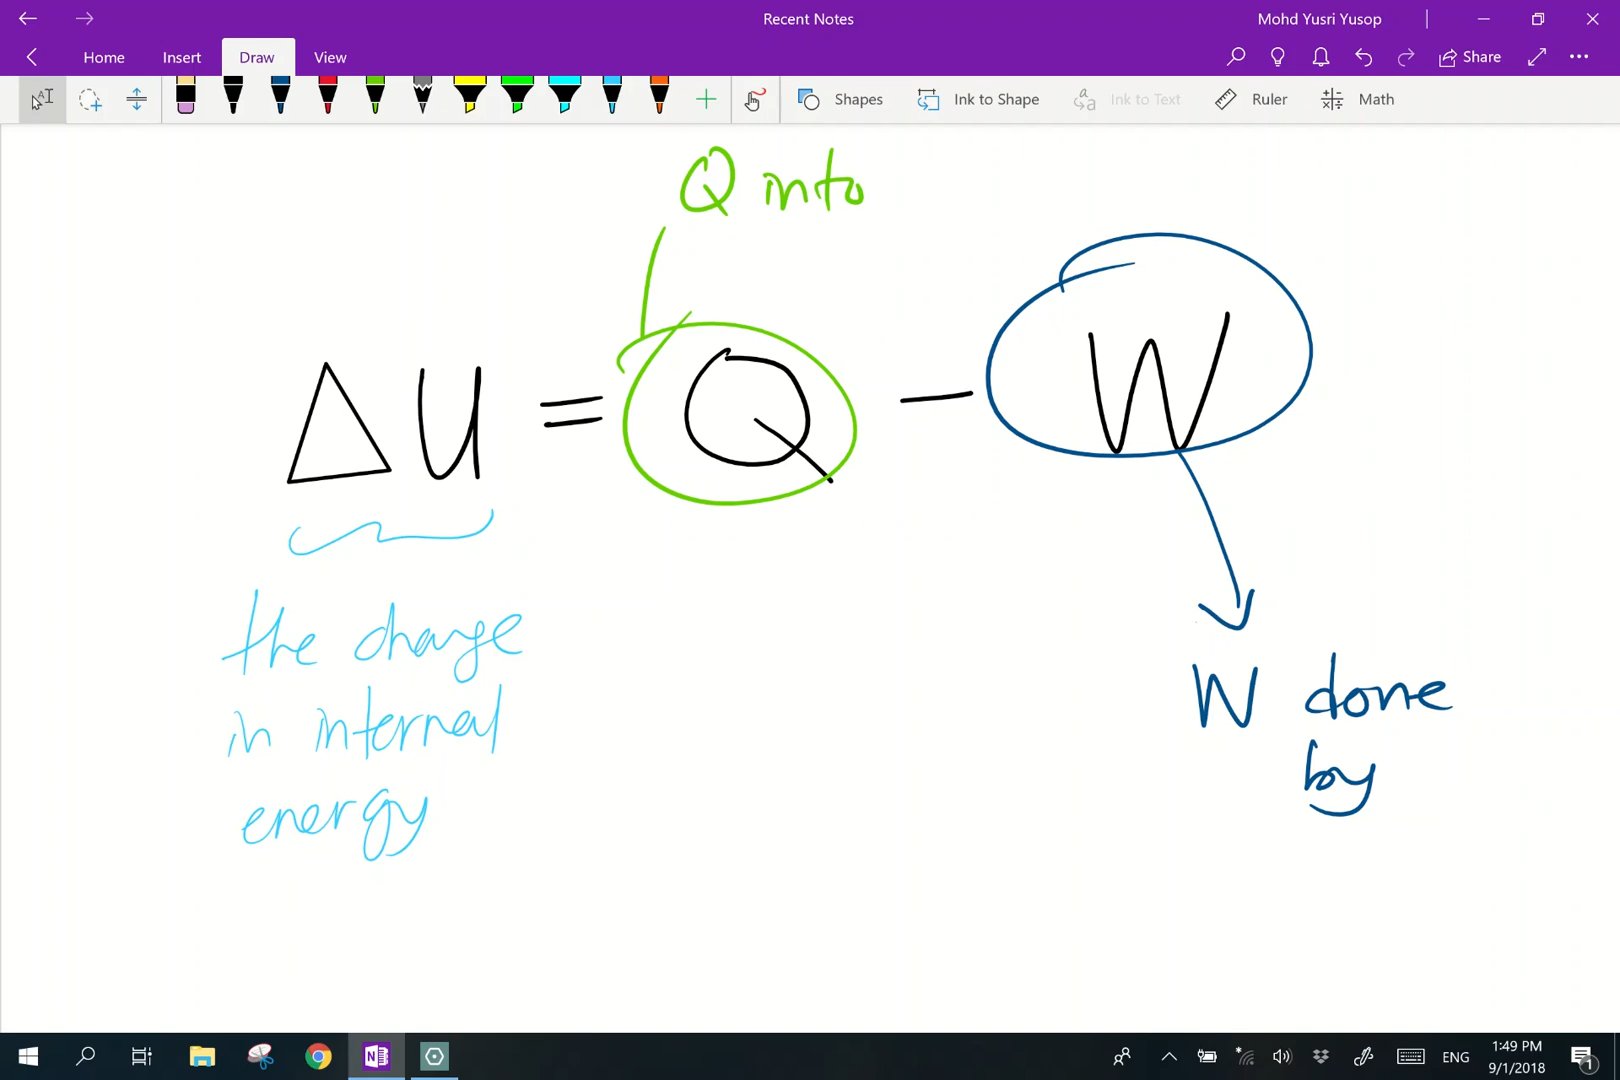 Recent Notes
Mohd Yusri Yusop
Home Insert Draw View
Share
Shapes
Ink to Shape
Ink to Text
Ruler
Math
Q into
ΔU = Q - W
the change
in internal
energy
W done
by
ENG
1:49 PM
9/1/2018
1